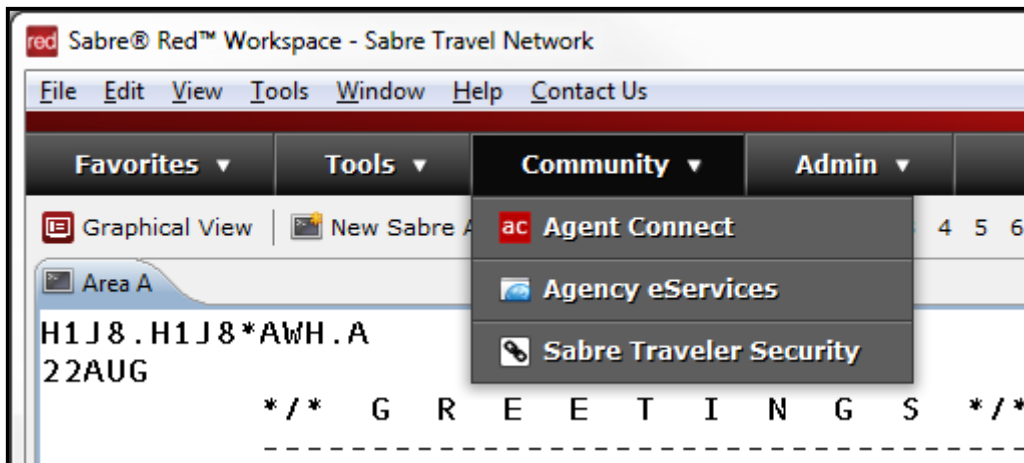 red Sabre® Red™ Workspace - Sabre Travel Network
File Edit View Tools Window Help Contact Us
Favorites ▼ Tools ▼ Community ▼ Admin ▼
Graphical View New Sabre 4 5 6
ac Agent Connect
Area A
Agency eServices
H1J8.H1J8*AWH.A
Sabre Traveler Security
22AUG
*/* G R E E T I N G S */*
---------------------------------